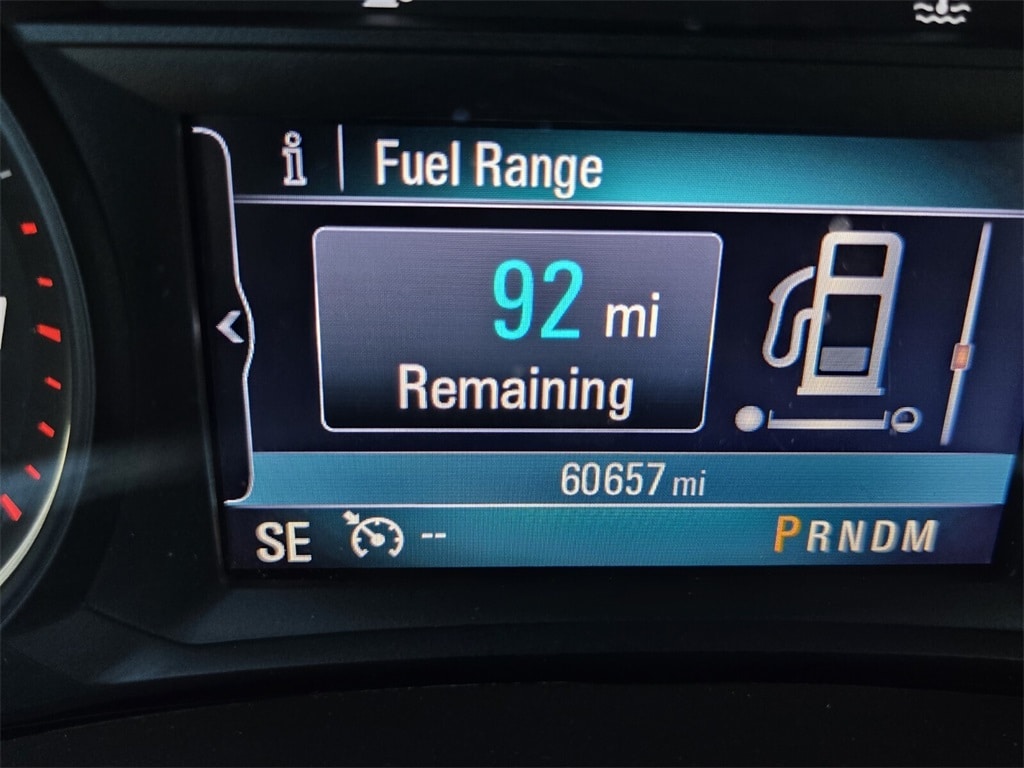 i Fuel Range
92 mi
Remaining
60657 mi
SE --
PRNDM